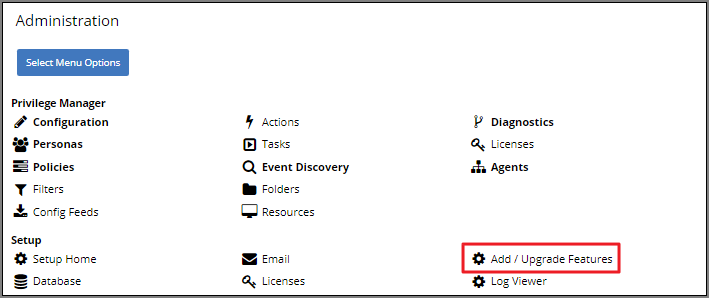 Administration
Select Menu Options
Privilege Manager
Configuration
Actions
Diagnostics
Personas
Tasks
Licenses
Policies
Event Discovery
Agents
Filters
Folders
Config Feeds
Resources
Setup
Setup Home
Email
Add / Upgrade Features
Database
Licenses
Log Viewer